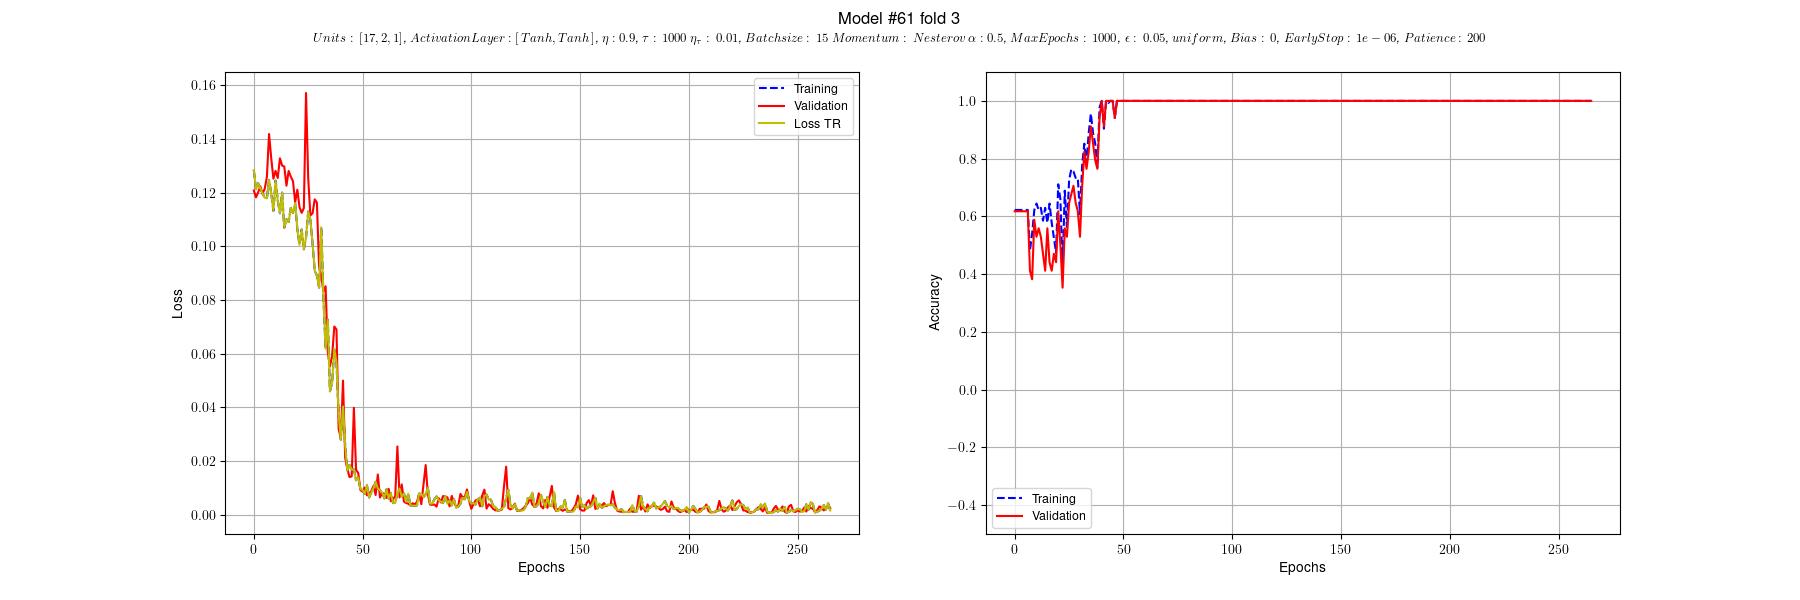 Model #61 fold 3
Units : [17, 2, 1], ActivationLayer : [Tanh, Tanh], η : 0.9, τ : 1000 η_τ : 0.01, Batchsize : 15 Momentum : Nesterov α : 0.5, MaxEpochs : 1000, ϵ : 0.05, uniform, Bias : 0, EarlyStop : 1e − 06, Patience : 200
0.16
0.14
0.12
0.10
0.08
0.06
0.04
0.02
0.00
Loss
0 50 100 150 200 250
Epochs
Training
Validation
Loss TR
1.0
0.8
0.6
0.4
0.2
0.0
−0.2
−0.4
Accuracy
0 50 100 150 200 250
Epochs
Training
Validation